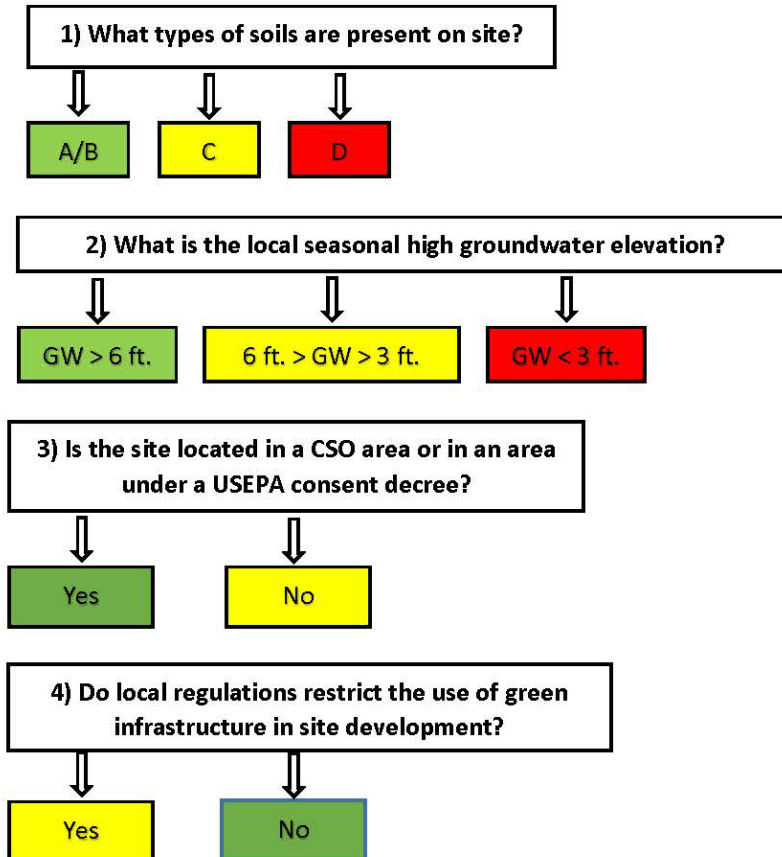 1) What types of soils are present on site?
A/B C D
2) What is the local seasonal high groundwater elevation?
GW > 6 ft. 6 ft. > GW > 3 ft. GW < 3 ft.
3) Is the site located in a CSO area or in an area
under a USEPA consent decree?
Yes No
4) Do local regulations restrict the use of green
infrastructure in site development?
Yes No